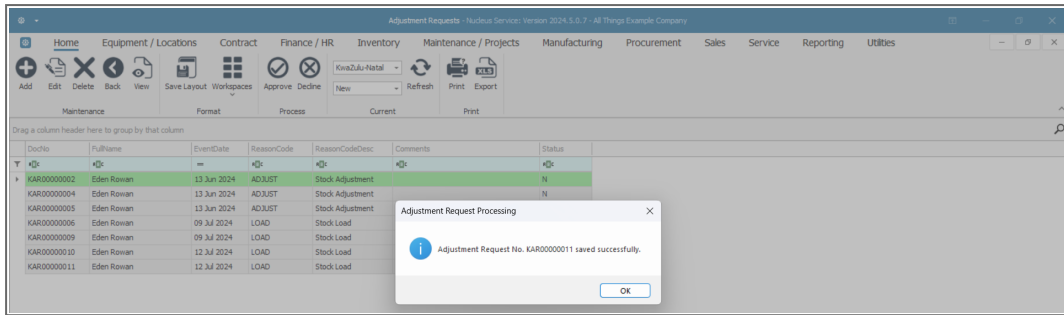 Adjustment Requests - Nucleus Service: Version 2024.5.0.7 - All Things Example Company
Home Equipment / Locations Contract Finance / HR Inventory Maintenance / Projects Manufacturing Procurement Sales Service Reporting Utilities
KwaZulu-Natal
XLS
Add Edit Delete Back View Save Layout Workspaces Approve Decline New Refresh Print Export
Maintenance Format Process Current Print
Drag a column header here to group by that column
DocNo FullName EventDate ReasonCode ReasonCodeDesc Comments Status
KAR00000002 Eden Rowan 13 Jun 2024 ADJUST Stock Adjustment N
KAR00000004 Eden Rowan 13 Jun 2024 ADJUST Stock Adjustment N
KAR00000005 Eden Rowan 13 Jun 2024 ADJUST Stock Adjustment
KAR00000006 Eden Rowan 09 Jul 2024 LOAD Stock Load
KAR00000009 Eden Rowan 09 Jul 2024 LOAD Stock Load
KAR00000010 Eden Rowan 12 Jul 2024 LOAD Stock Load
KAR00000011 Eden Rowan 12 Jul 2024 LOAD Stock Load
Adjustment Request Processing
Adjustment Request No. KAR00000011 saved successfully.
OK